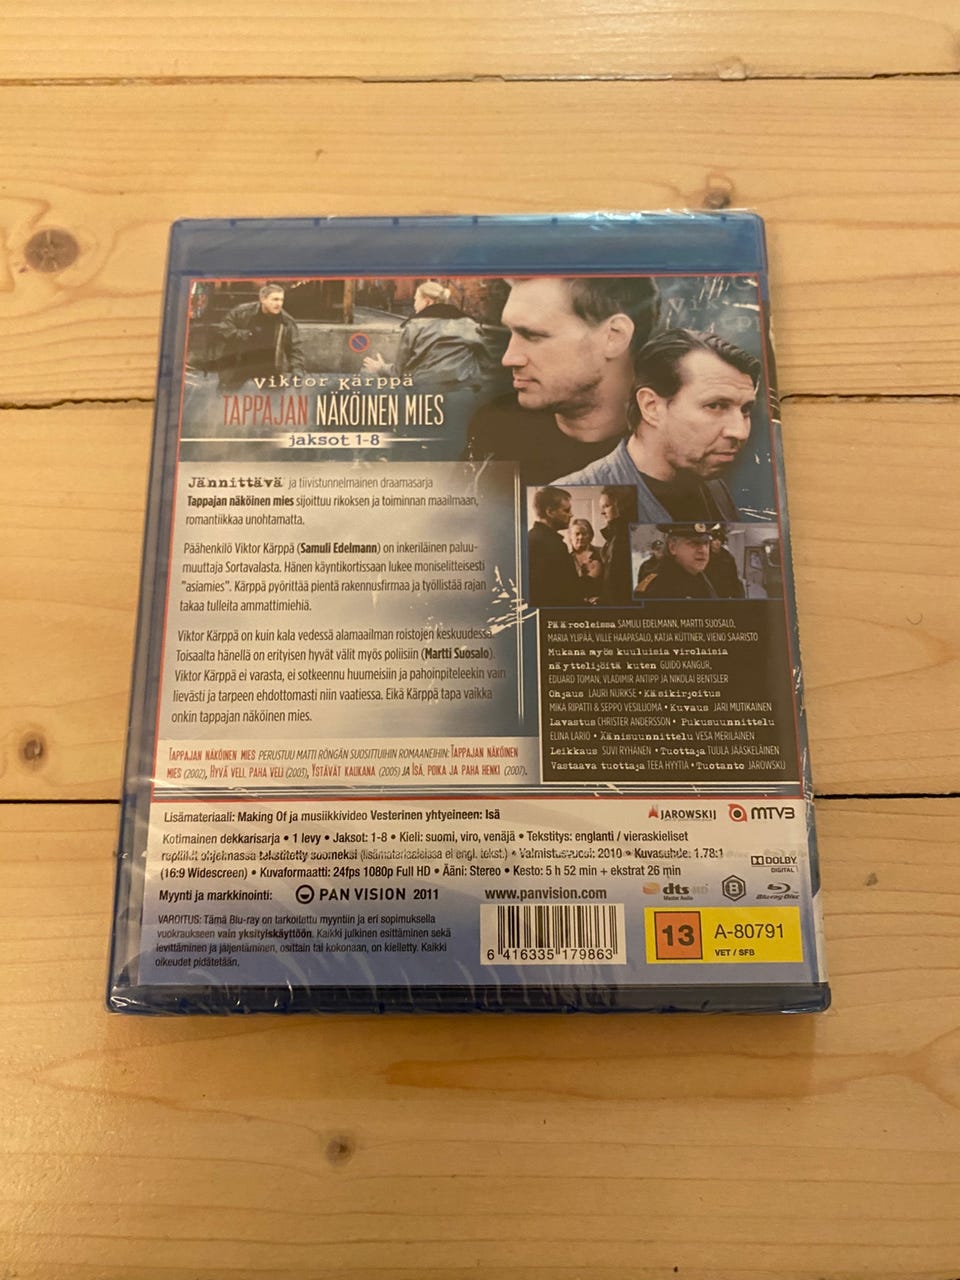 Viktor Kärppä
TAPPAJAN NÄKÖINEN MIES
jaksot 1-8
Jännittävä ja tiivistunnelmainen draamasarja
Tappajan näköinen mies sijoittuu rikoksen ja toiminnan maailmaan,
romantiikkaa unohtamatta.
Päähenkilö Viktor Kärppä (Samuli Edelmann) on inkeriläinen paluu-
muuttaja Sortavalasta. Hänen käyntikortissaan lukee moniselitteisesti
"asiamies". Kärppä pyörittää pientä rakennusfirmaa ja työllistää rajan
takaa tulleita ammattimiehiä.
Viktor Kärppä on kuin kala vedessä alamaailman roistojen keskuudessa.
Toisaalta hänellä on erityisen hyvät välit myös poliisiin (Martti Suosalo).
Viktor Kärppä ei varasta, ei sotkeennu huumeisiin ja pahoinpiteleekin vain
lievästi ja tarpeen ehdottomasti niin vaatiessa. Eikä Kärppä tapa vaikka
onkin tappajan näköinen mies.
TAPPAJAN NÄKÖINEN MIES PERUSTUU MATTI RÖNGÄN SUOSITTUIHIN ROMAANEIHIN: TAPPAJAN NÄKÖINEN
MIES (2002), HYVÄ VELI, PAHA VELI (2003), YSTÄVÄT KAUKANA (2005) JA ISÄ, POIKA JA PAHA HENKI (2007).
Päärooleissa SAMULI EDELMANN, MARTTI SUOSALO,
MARIA YLIPÄÄ, VILLE HAAPASALO, KATJA KÜTTNER, VIENO SAARISTO
Mukana myös kuuluisia virolaisia
näyttelijöitä kuten GUIDO KANGUR,
EDUARD TOMAN, VLADIMIR ANTIPP JA NIKOLAI BENTSLER
Ohjaus LAURI NURKSE • Käsikirjoitus
MIKA RIPATTI & SEPPO VESILUOMA • Kuvaus JARI MUTIKAINEN
Lavastus CHRISTER ANDERSSON • Pukusuunnittelu
ELINA LARIO • Äänisuunnittelu VESA MERILÄINEN
Leikkaus SUVI RYHÄNEN • Tuottaja TUULA JÄÄSKELÄINEN
Vastaava tuottaja TEEA HYYTIÄ • Tuotanto JAROWSKIJ
Lisämateriaali: Making Of ja musiikkivideo Vesterinen yhtyeineen: Isä
JAROWSKIJ MTV3
Kotimainen dekkarisarja • 1 levy • Jaksot: 1-8 • Kieli: suomi, viro, venäjä • Tekstitys: englanti / vieraskieliset
repliikit ohjelmassa tekstitetty suomeksi (lisämateriaaleissa ei engl. tekst.) • Valmistusvuosi: 2010 • Kuvasuhde: 1.78:1
(16:9 Widescreen) • Kuvaformaatti: 24fps 1080p Full HD • Ääni: Stereo • Kesto: 5 h 52 min + ekstrat 26 min
DOLBY
DIGITAL
Myynti ja markkinointi: PAN VISION 2011 www.panvision.com
dts HD
Master Audio
B
Blu-ray Disc
VAROITUS: Tämä Blu-ray on tarkoitettu myyntiin ja eri sopimuksella
vuokraukseen vain yksityiskäyttöön. Kaikki julkinen esittäminen sekä
levittäminen ja jäljentäminen, osittain tai kokonaan, on kielletty. Kaikki
oikeudet pidätetään.
6 416335 179863
13
A-80791
VET / SFB